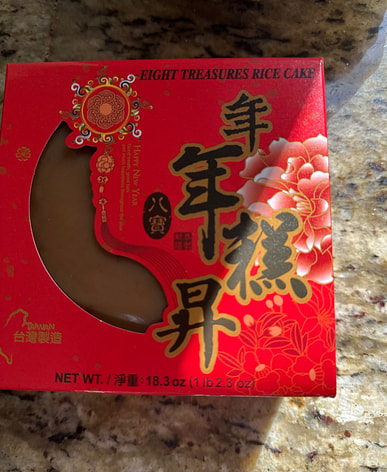 EIGHT TREASURES RICE CAKE
年年糕昇
HAPPY NEW YEAR
八寶
TAIWAN
台灣製造
NET WT. / 淨重: 18.3 oz (1 lb 2.3 oz)